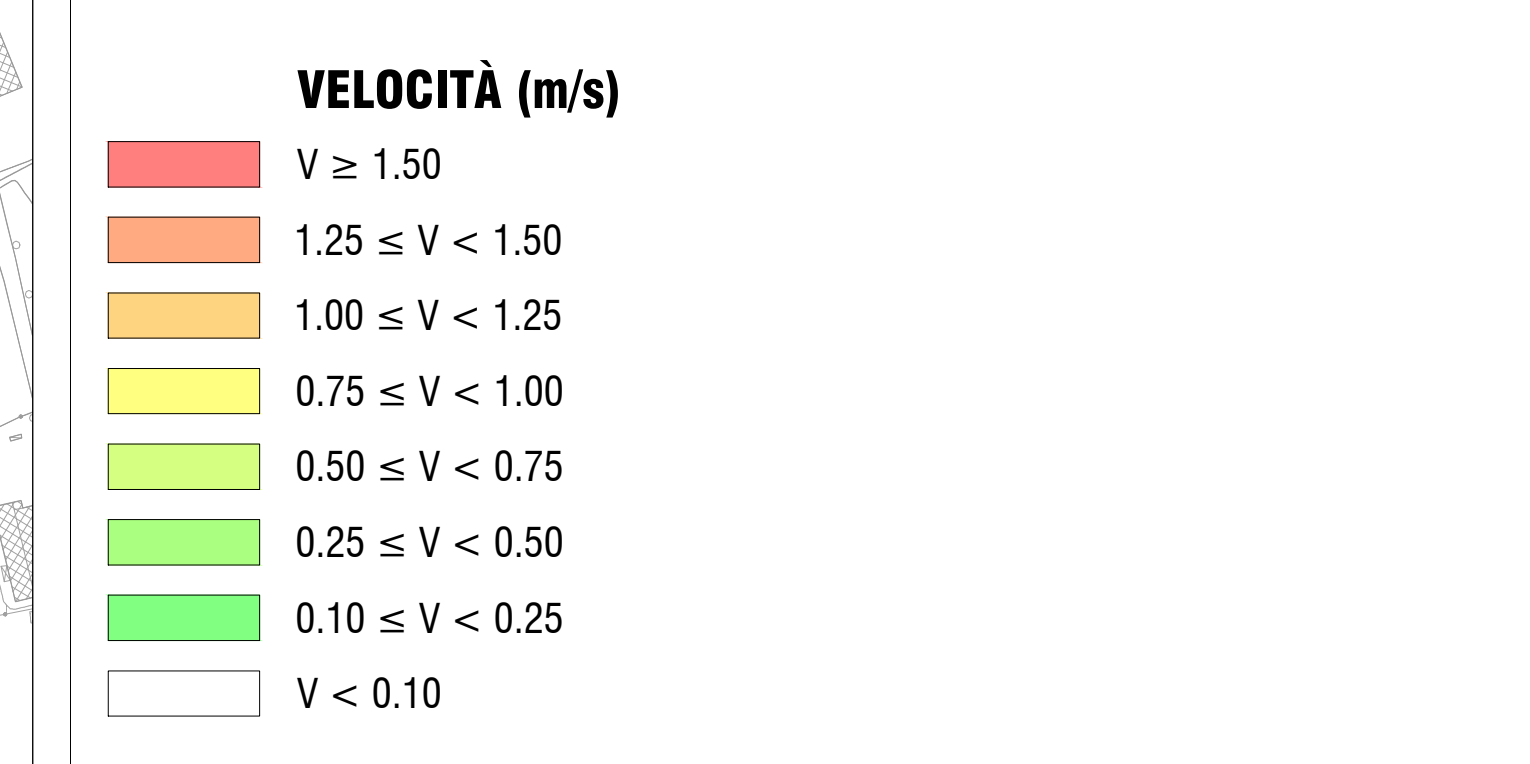 VELOCITÀ (m/s)
V ≥ 1.50
1.25 ≤ V < 1.50
1.00 ≤ V < 1.25
0.75 ≤ V < 1.00
0.50 ≤ V < 0.75
0.25 ≤ V < 0.50
0.10 ≤ V < 0.25
V < 0.10